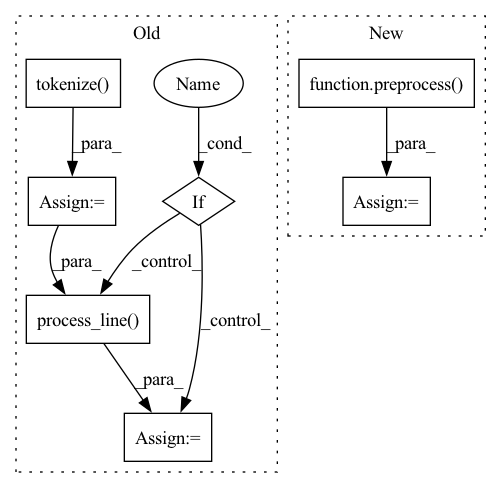 Old
New
tokenize()
Name
function.preprocess()
_para_
_cond_
_para_
Assign:=
If
Assign:=
_para_
_control_
process_line()
_control_
_para_
Assign:=